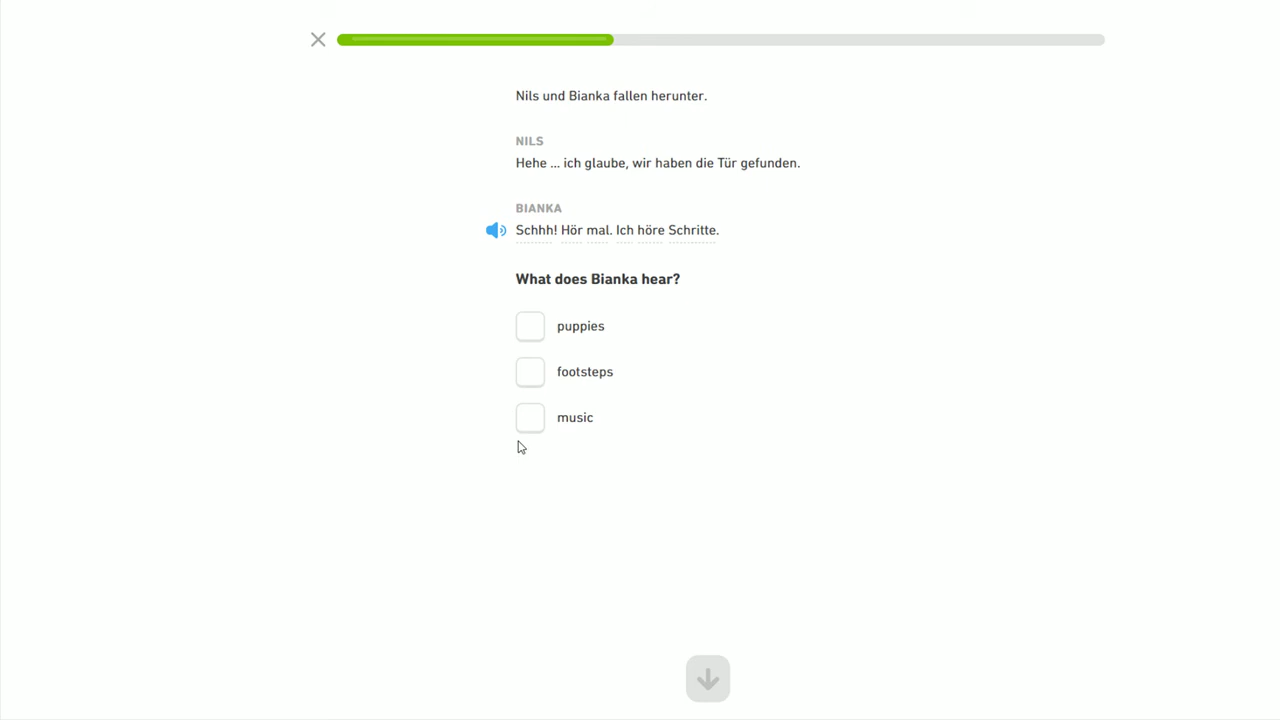 Nils und Bianka fallen herunter.
NILS
Hehe ... ich glaube, wir haben die Tür gefunden.
BIANKA
Schhh! Hör mal. Ich höre Schritte.
What does Bianka hear?
puppies
footsteps
music